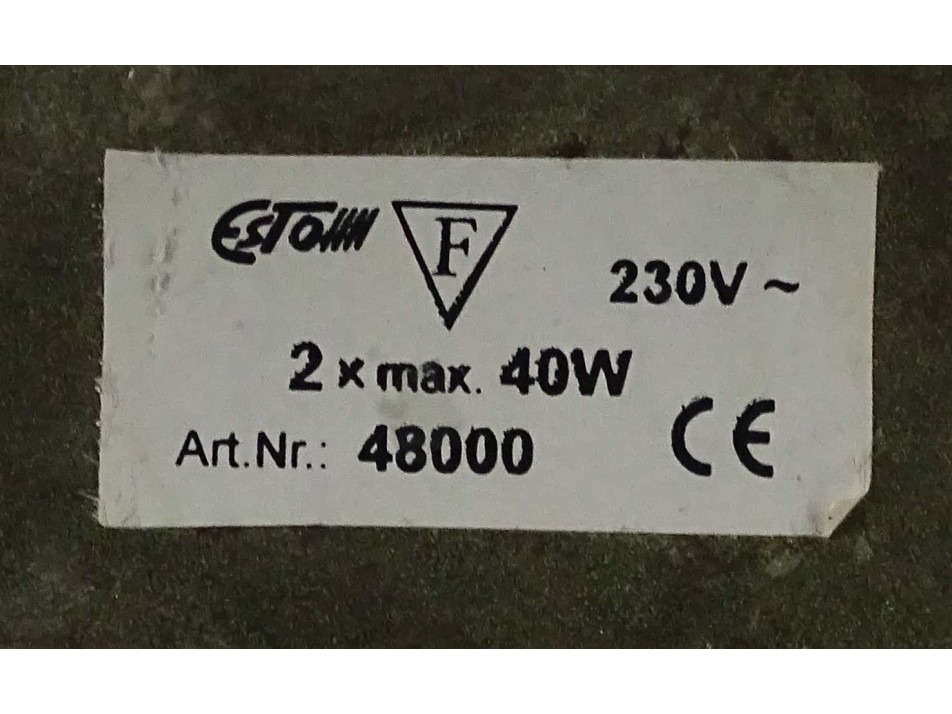 ESTO
F
230V ~
2 x max. 40W
Art.Nr.: 48000
CE